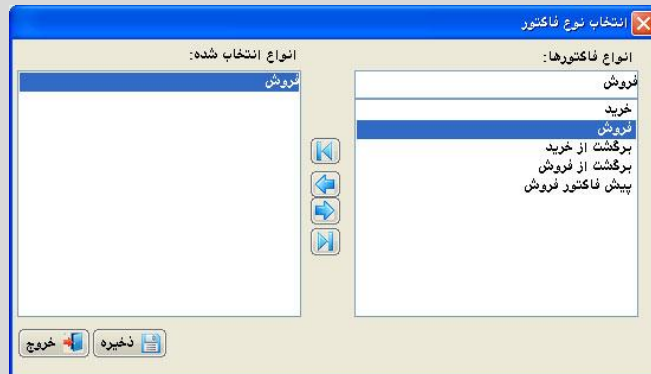 انتخاب نوع فاکتور
انواع فاکتورها:
فروش
خرید
فروش
برگشت از خرید
برگشت از فروش
پیش فاکتور فروش
انواع انتخاب شده:
فروش
ذخیره
خروج